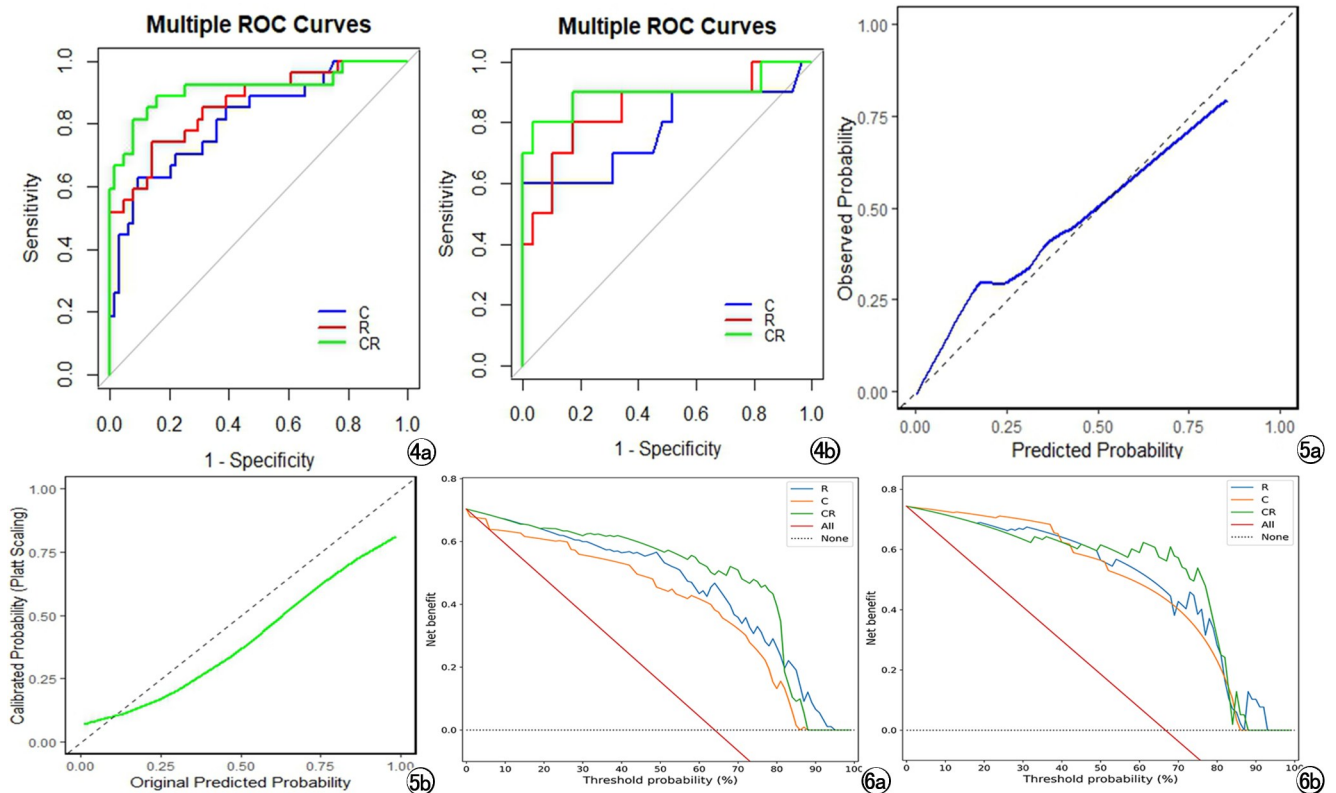 Multiple ROC Curves
Sensitivity
0.0 0.2 0.4 0.6 0.8 1.0
C
R
CR
0.0 0.2 0.4 0.6 0.8 1.0
1 - Specificity
4a
Multiple ROC Curves
Sensitivity
0.0 0.2 0.4 0.6 0.8 1.0
C
R
CR
0.0 0.2 0.4 0.6 0.8 1.0
1 - Specificity
4b
Observed Probability
1.00
0.75
0.50
0.25
0.00
0.00 0.25 0.50 0.75 1.00
Predicted Probability
5a
Calibrated Probability (Platt Scaling)
1.00
0.75
0.50
0.25
0.00
0.00 0.25 0.50 0.75 1.00
Original Predicted Probability
5b
Net benefit
0.8
0.6
0.4
0.2
0.0
R
C
CR
All
None
0 10 20 30 40 50 60 70 80 90 100
Threshold probability (%)
6a
Net benefit
0.8
0.6
0.4
0.2
0.0
R
C
CR
All
None
0 10 20 30 40 50 60 70 80 90 100
Threshold probability (%)
6b